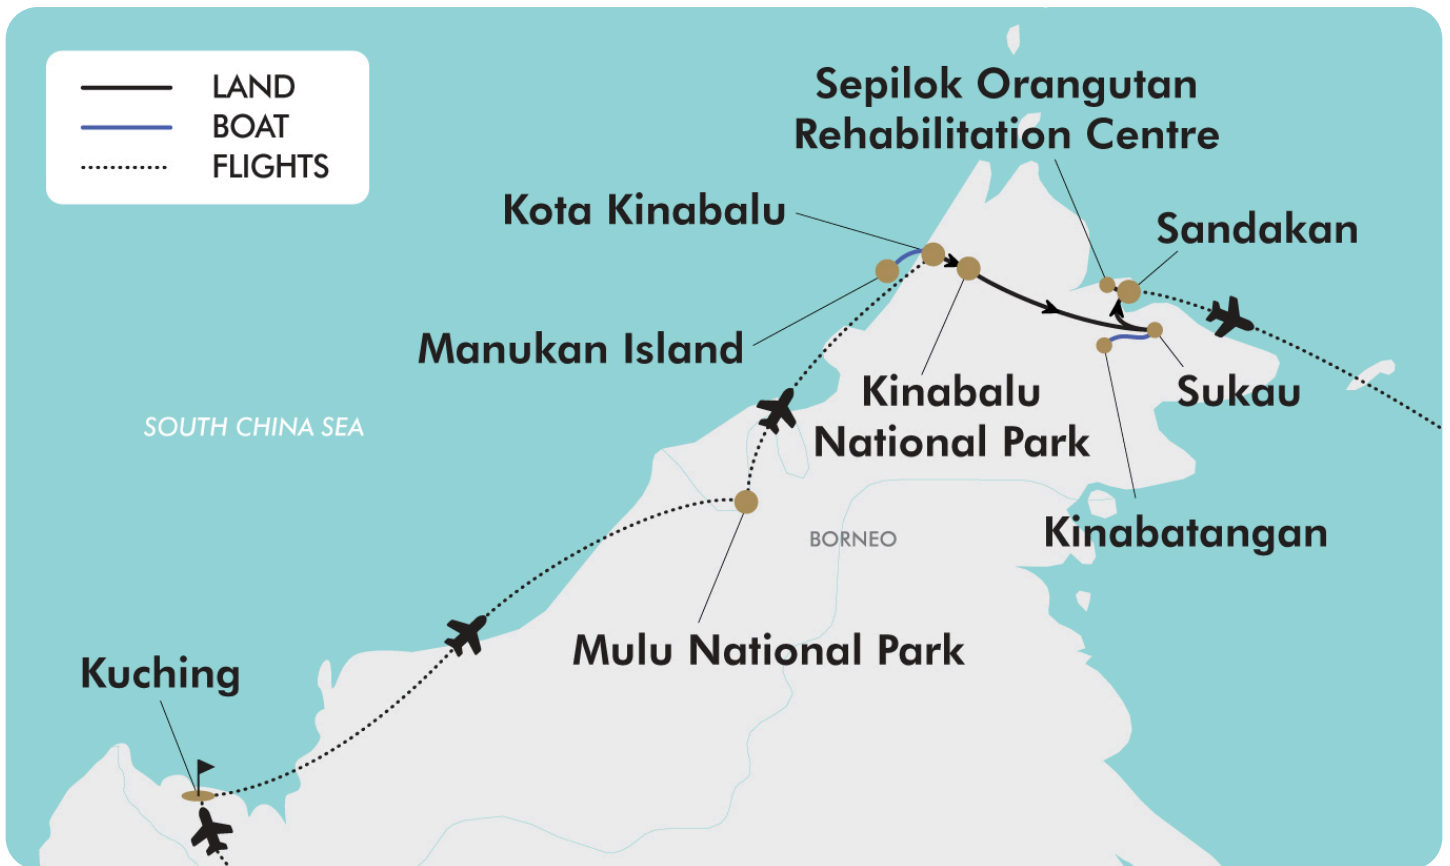 LAND
BOAT
FLIGHTS
Sepilok Orangutan
Rehabilitation Centre
Kota Kinabalu
Sandakan
Manukan Island
Kinabalu
National Park
Sukau
SOUTH CHINA SEA
Kinabatangan
BORNEO
Mulu National Park
Kuching